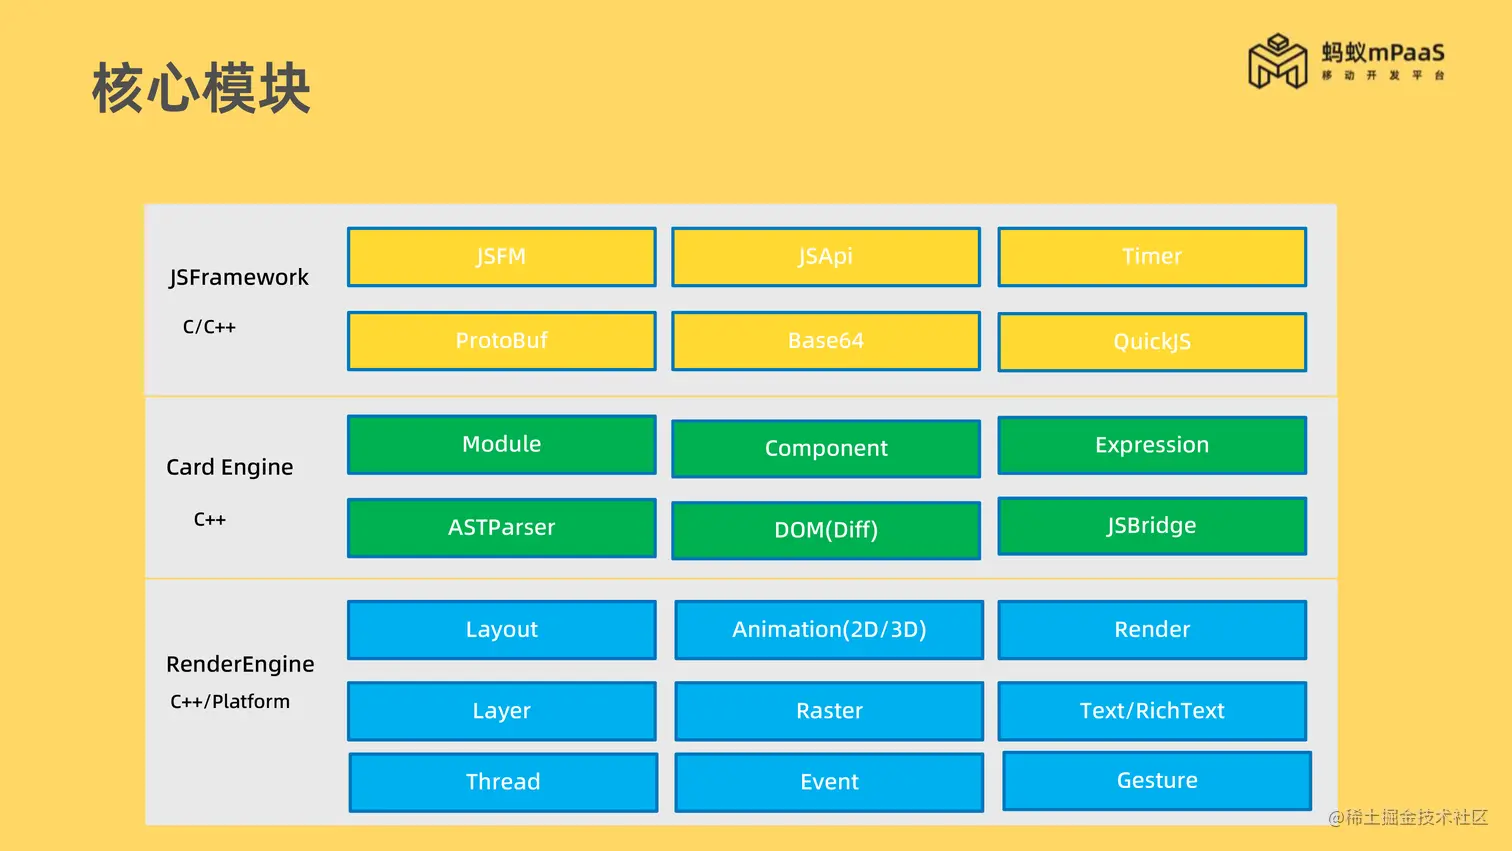 核心模块
蚂蚁mPaaS
移动开发平台
JSFramework
C/C++
JSFM
JSApi
Timer
ProtoBuf
Base64
QuickJS
Card Engine
C++
Module
Component
Expression
ASTParser
DOM(Diff)
JSBridge
RenderEngine
C++/Platform
Layout
Animation(2D/3D)
Render
Layer
Raster
Text/RichText
Thread
Event
Gesture
@稀土掘金技术社区